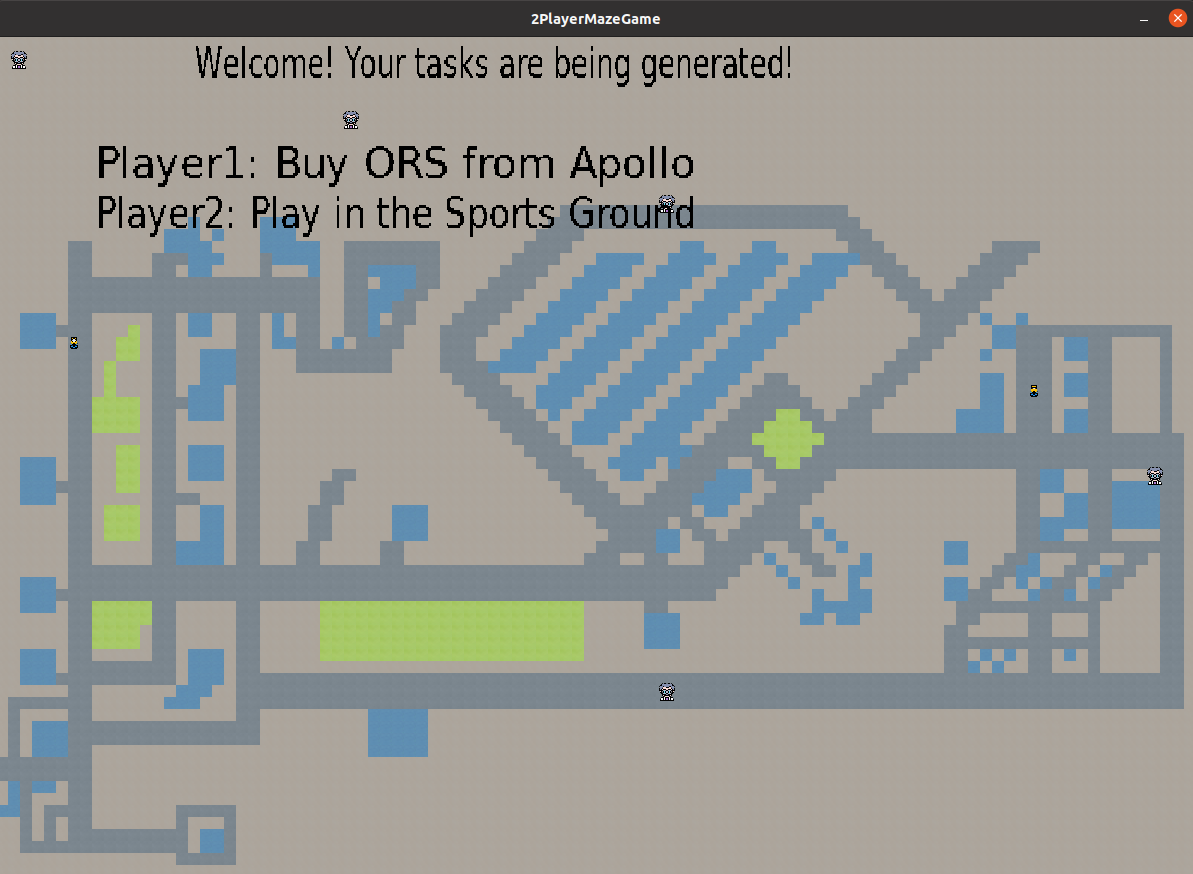 2PlayerMazeGame
Welcome! Your tasks are being generated!
Player1: Buy ORS from Apollo
Player2: Play in the Sports Ground